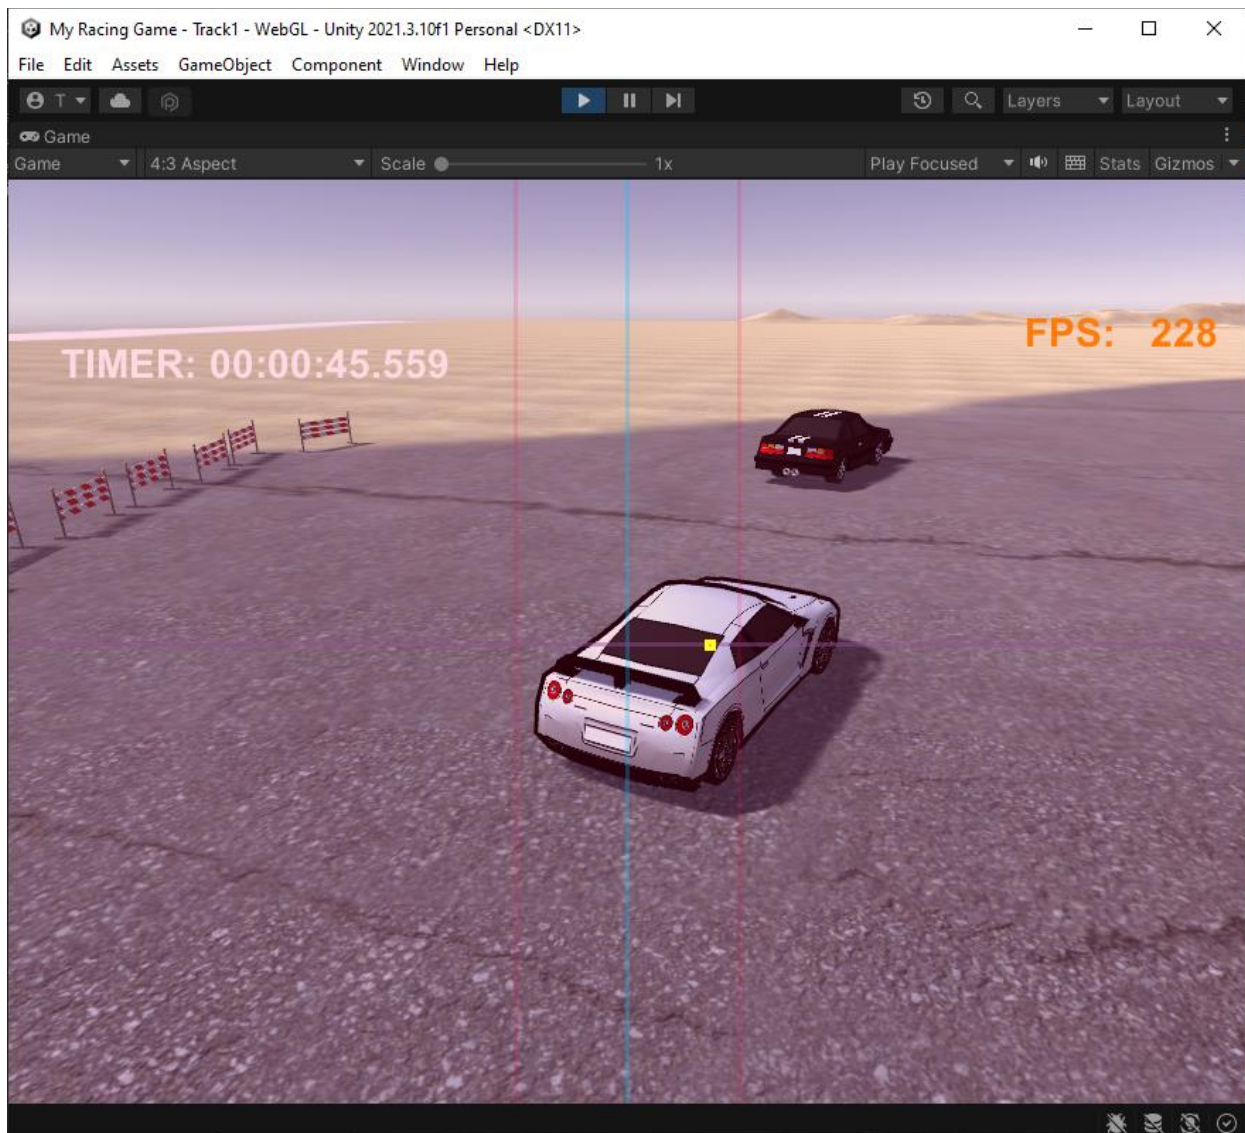 My Racing Game - Track1 - WebGL - Unity 2021.3.10f1 Personal <DX11>
File Edit Assets GameObject Component Window Help
T Layers Layout
Game
Game 4:3 Aspect Scale 1x Play Focused Stats Gizmos
FPS: 228
TIMER: 00:00:45.559